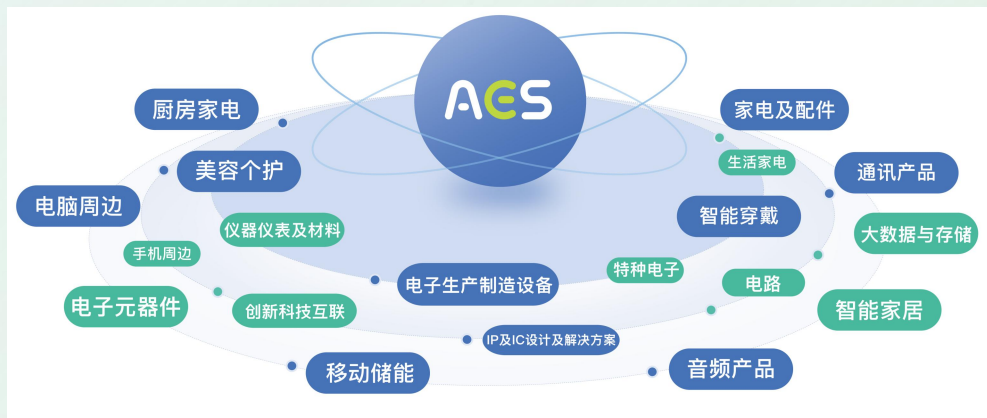 AES
厨房家电
家电及配件
美容个护
生活家电
通讯产品
电脑周边
智能穿戴
仪器仪表及材料
大数据与存储
手机周边
特种电子
电子生产制造设备
电路
电子元器件
创新科技互联
智能家居
IP及IC设计及解决方案
移动储能
音频产品